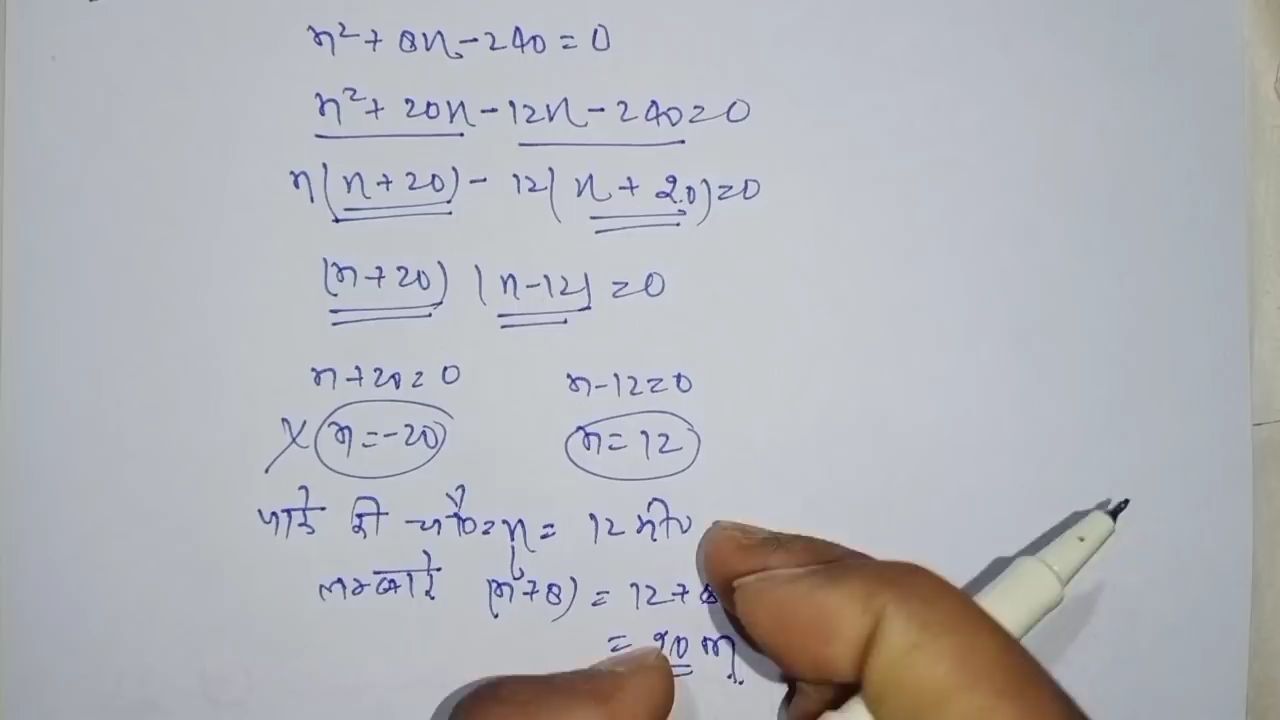 x² + 8x - 240 = 0
x² + 20x - 12x - 240 = 0
x(x + 20) - 12(x + 20) = 0
(x + 20) (x - 12) = 0
x + 20 = 0 x - 12 = 0
X x = -20 x = 12
की = x = 12 मी०
लम्बाई (x + 8) = 12 + 8
= 20 m